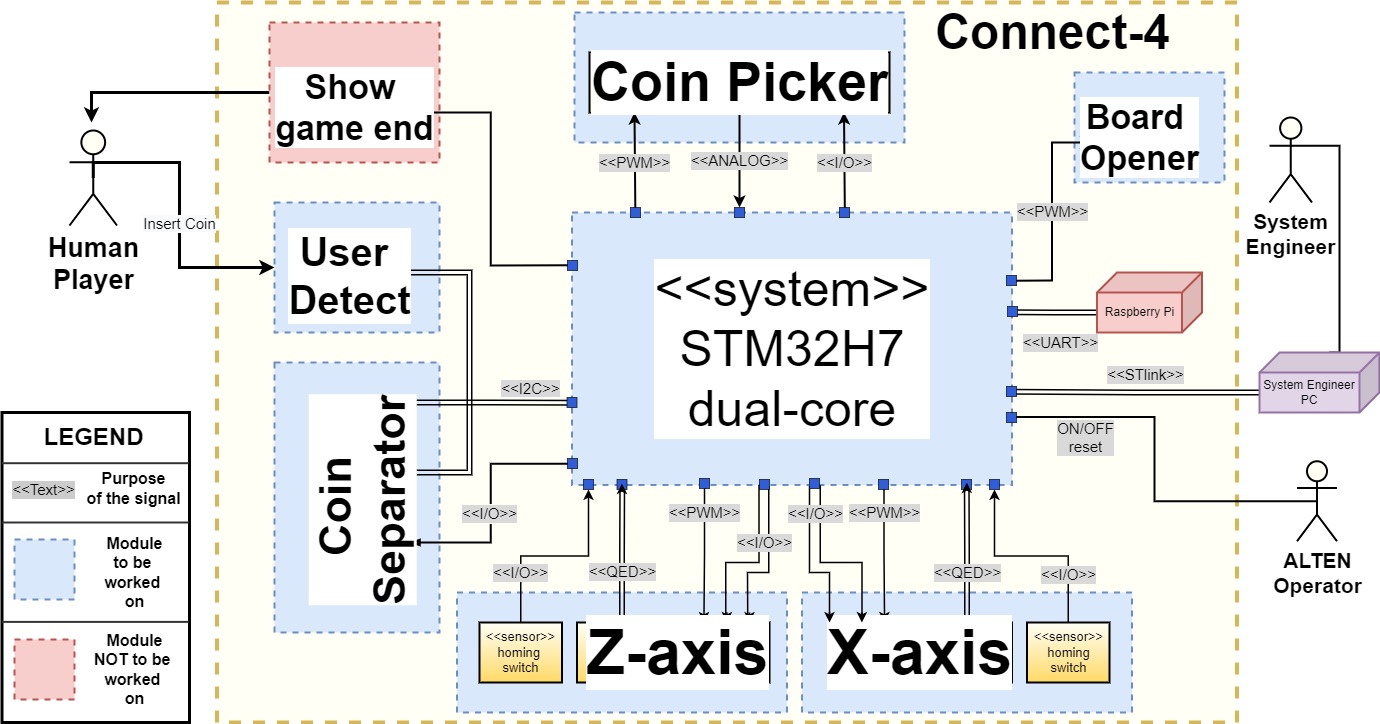 Connect-4
Show
game end
Coin Picker
Board
Opener
<<PWM>>
<<ANALOG>>
<<I/O>>
Human
Player
Insert Coin
User
Detect
<<system>>
STM32H7
dual-core
<<PWM>>
Raspberry Pi
<<UART>>
System
Engineer
<<STlink>>
System Engineer
PC
ON/OFF
reset
ALTEN
Operator
<<I2C>>
Coin
Separator
<<I/O>>
<<I/O>>
<<QED>>
<<PWM>>
<<I/O>>
<<I/O>>
<<PWM>>
<<QED>>
<<I/O>>
<<sensor>>
homing
switch
Z-axis
X-axis
<<sensor>>
homing
switch
LEGEND
<<Text>>
Purpose
of the signal
Module
to be
worked
on
Module
NOT to be
worked
on